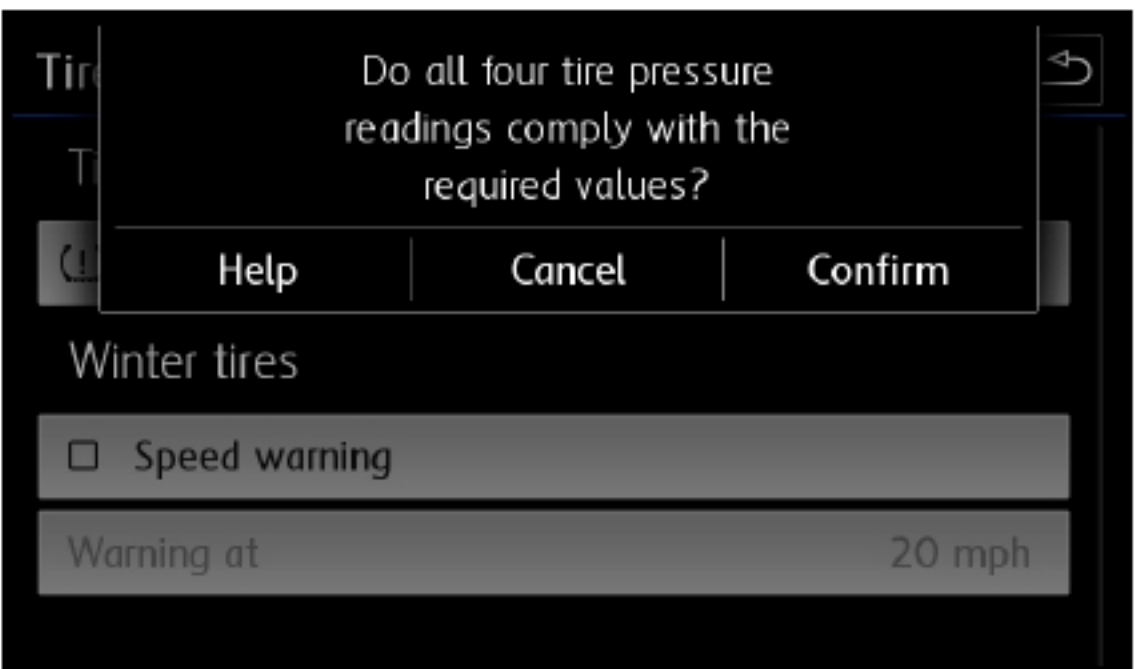 Tire
Do all four tire pressure
readings comply with the
required values?
Help
Cancel
Confirm
Winter tires
Speed warning
Warning at
20 mph